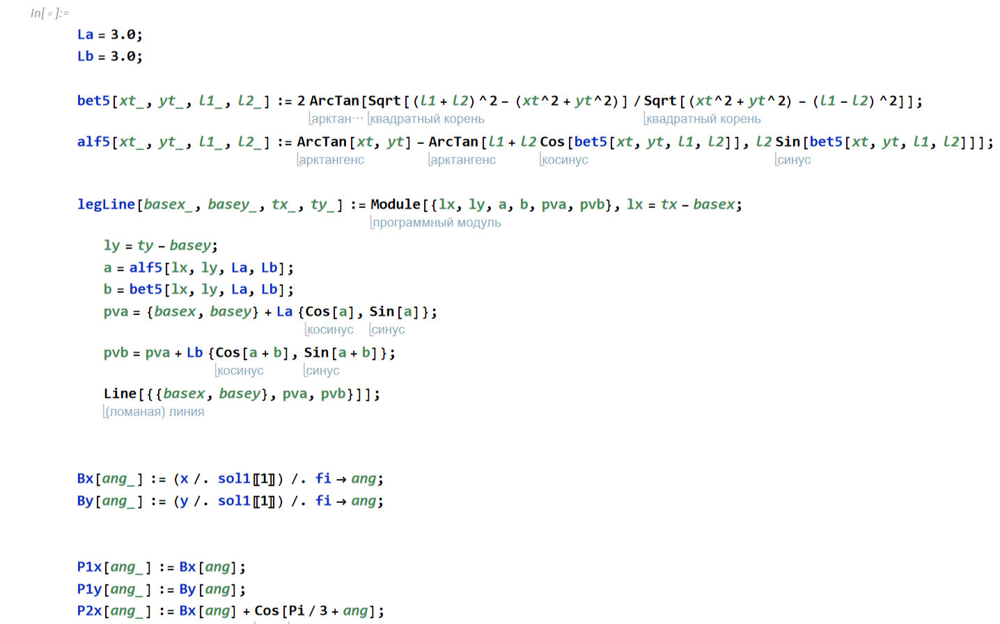 In[ ]:=
La = 3.0;
Lb = 3.0;
bet5[xt_, yt_, l1_, l2_] := 2 ArcTan[Sqrt[(l1 + l2)^2 - (xt^2 + yt^2)] / Sqrt[(xt^2 + yt^2) - (l1 - l2)^2]];
арктан⋯ квадратный корень квадратный корень
alf5[xt_, yt_, l1_, l2_] := ArcTan[xt, yt] - ArcTan[l1 + l2 Cos[bet5[xt, yt, l1, l2]], l2 Sin[bet5[xt, yt, l1, l2]]];
арктангенс арктангенс косинус синус
legLine[basex_, basey_, tx_, ty_] := Module[{lx, ly, a, b, pva, pvb}, lx = tx - basex;
программный модуль
ly = ty - basey;
a = alf5[lx, ly, La, Lb];
b = bet5[lx, ly, La, Lb];
pva = {basex, basey} + La {Cos[a], Sin[a]};
косинус синус
pvb = pva + Lb {Cos[a + b], Sin[a + b]};
косинус синус
Line[{{basex, basey}, pva, pvb}]];
(ломаная) линия
Bx[ang_] := (x /. sol1⟦1⟧) /. fi → ang;
By[ang_] := (y /. sol1⟦1⟧) /. fi → ang;
P1x[ang_] := Bx[ang];
P1y[ang_] := By[ang];
P2x[ang_] := Bx[ang] + Cos[Pi / 3 + ang];